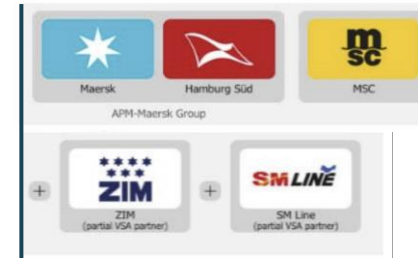 m
sc
Maersk
Hamburg Süd
MSC
APM-Maersk Group
+
ZIM
+
SM LINE
ZIM
(partial VSA partner)
SM Line
(partial VSA partner)